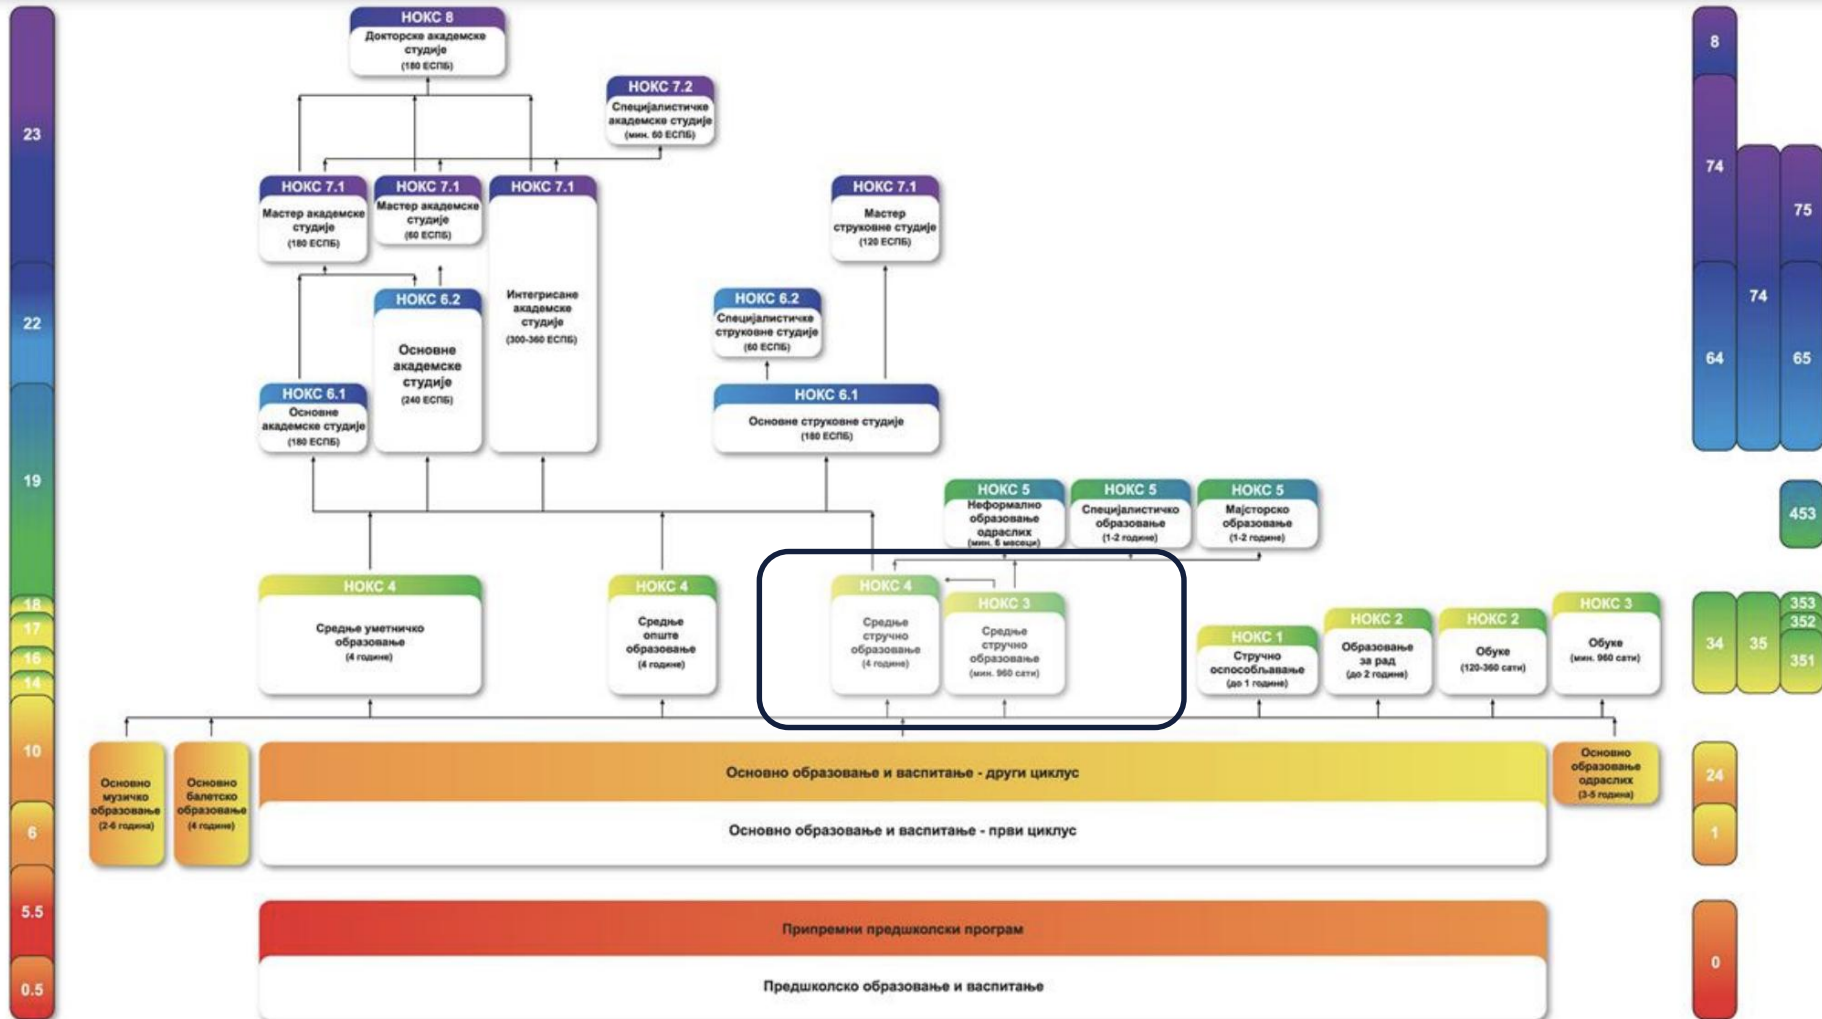 23
22
19
18
17
16
14
10
6
5.5
0.5
НОКС 8
Докторске академске
студије
(180 ЕСПБ)
НОКС 7.2
Специјалистичке
академске студије
(мин. 60 ЕСПБ)
НОКС 7.1
Мастер академске
студије
(180 ЕСПБ)
НОКС 7.1
Мастер академске
студије
(60 ЕСПБ)
НОКС 7.1
Интегрисане
академске
студије
(300-360 ЕСПБ)
НОКС 7.1
Мастер
струковне студије
(120 ЕСПБ)
НОКС 6.2
Основне
академске
студије
(240 ЕСПБ)
НОКС 6.2
Специјалистичке
струковне студије
(60 ЕСПБ)
НОКС 6.1
Основне
академске студије
(180 ЕСПБ)
НОКС 6.1
Основне струковне студије
(180 ЕСПБ)
НОКС 5
Неформално
образовање
одраслих
(мин. 6 месеци)
НОКС 5
Специјалистичко
образовање
(1-2 године)
НОКС 5
Мајсторско
образовање
(1-2 године)
НОКС 4
Средње уметничко
образовање
(4 године)
НОКС 4
Средње
опште
образовање
(4 године)
НОКС 4
Средње
стручно
образовање
(4 године)
НОКС 3
Средње
стручно
образовање
(мин. 960 сати)
НОКС 1
Стручно
оспособљавање
(до 1 године)
НОКС 2
Образовање
за рад
(до 2 године)
НОКС 2
Обуке
(120-360 сати)
НОКС 3
Обуке
(мин. 960 сати)
Основно
музичко
образовање
(2-6 година)
Основно
балетско
образовање
(4 године)
Основно образовање и васпитање - други циклус
Основно образовање и васпитање - први циклус
Основно
образовање
одраслих
(3-5 година)
Припремни предшколски програм
Предшколско образовање и васпитање
8
74
75
74
64
65
453
34
35
353
352
351
24
1
0